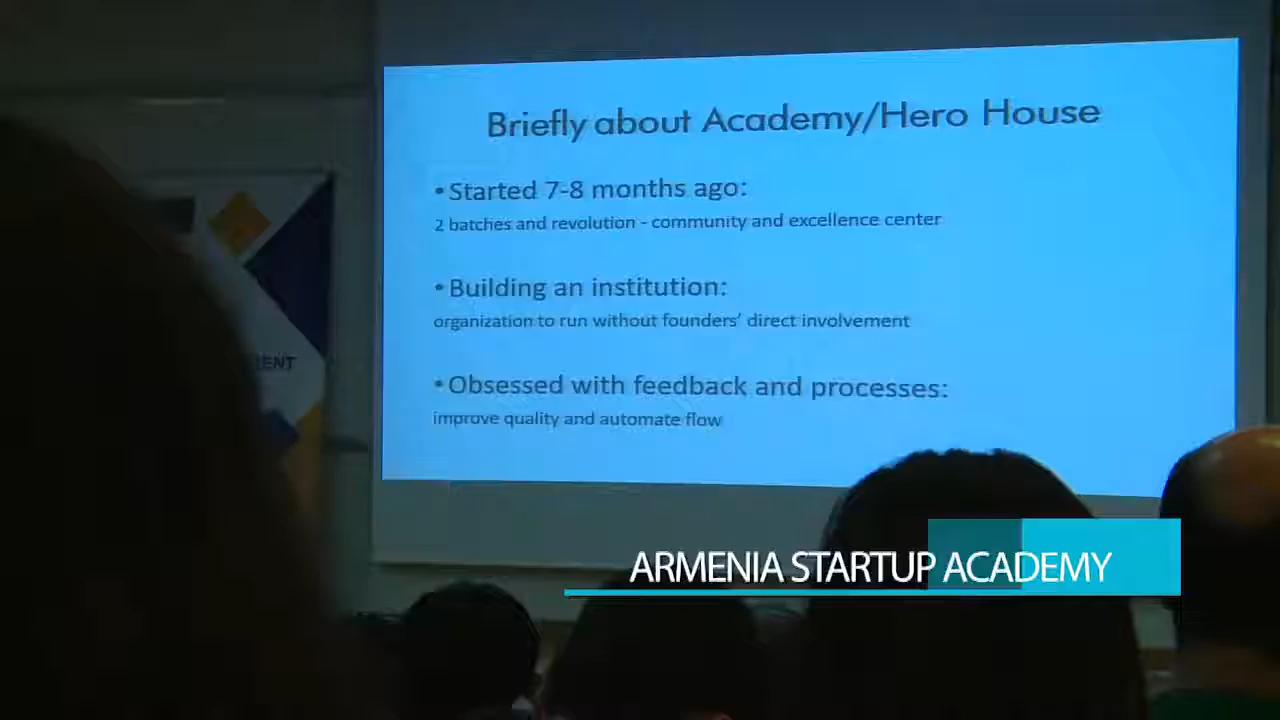 Briefly about Academy/Hero House
• Started 7-8 months ago:
2 batches and revolution - community and excellence center
• Building an institution:
organization to run without founders' direct involvement
• Obsessed with feedback and processes:
improve quality and automate flow
ARMENIA STARTUP ACADEMY